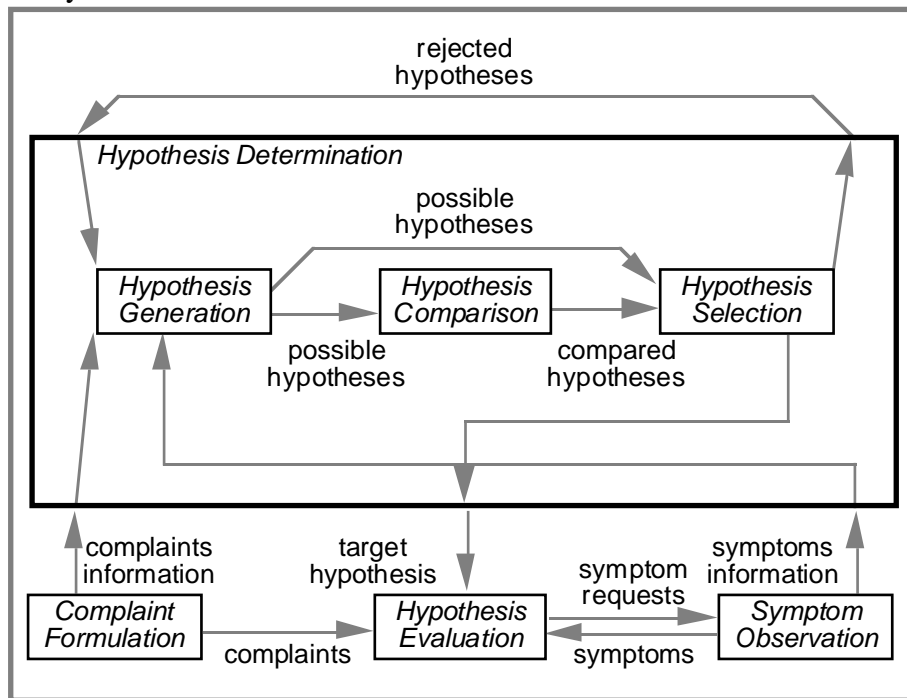 rejected
hypotheses
Hypothesis Determination
possible
hypotheses
Hypothesis
Generation
Hypothesis
Comparison
Hypothesis
Selection
possible
hypotheses
compared
hypotheses
complaints
information
target
hypothesis
symptom
requests
symptoms
information
Complaint
Formulation
Hypothesis
Evaluation
Symptom
Observation
complaints
symptoms